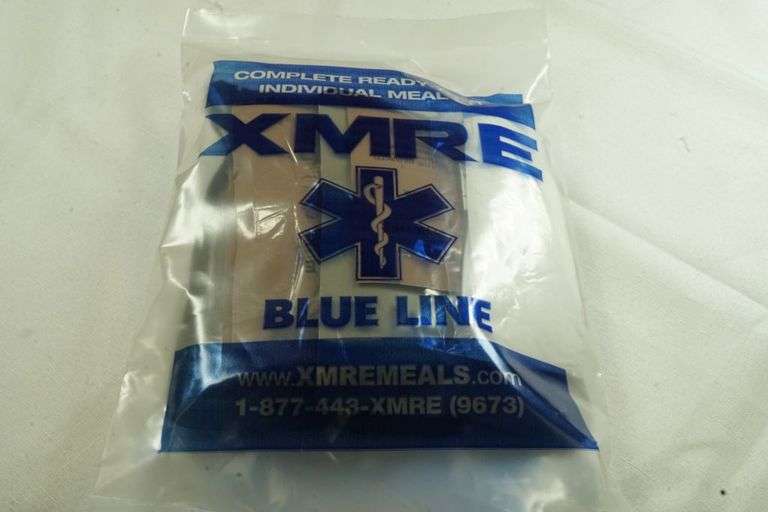 COMPLETE READY
INDIVIDUAL MEAL
XMRE
BLUE LINE
www.XMREMEALS.com
1-877-443-XMRE (9673)